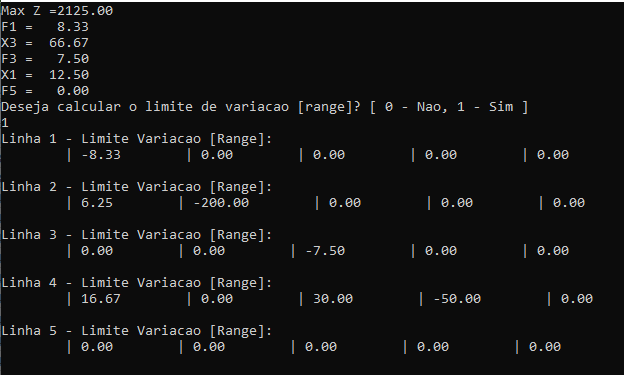 Max Z =2125.00
F1 =   8.33
X3 =  66.67
F3 =   7.50
X1 =  12.50
F5 =   0.00
Deseja calcular o limite de variacao [range]? [ 0 - Nao, 1 - Sim ]
1
Linha 1 - Limite Variacao [Range]:
| -8.33 | 0.00 | 0.00 | 0.00 | 0.00
Linha 2 - Limite Variacao [Range]:
| 6.25 | -200.00 | 0.00 | 0.00 | 0.00
Linha 3 - Limite Variacao [Range]:
| 0.00 | 0.00 | -7.50 | 0.00 | 0.00
Linha 4 - Limite Variacao [Range]:
| 16.67 | 0.00 | 30.00 | -50.00 | 0.00
Linha 5 - Limite Variacao [Range]:
| 0.00 | 0.00 | 0.00 | 0.00 | 0.00